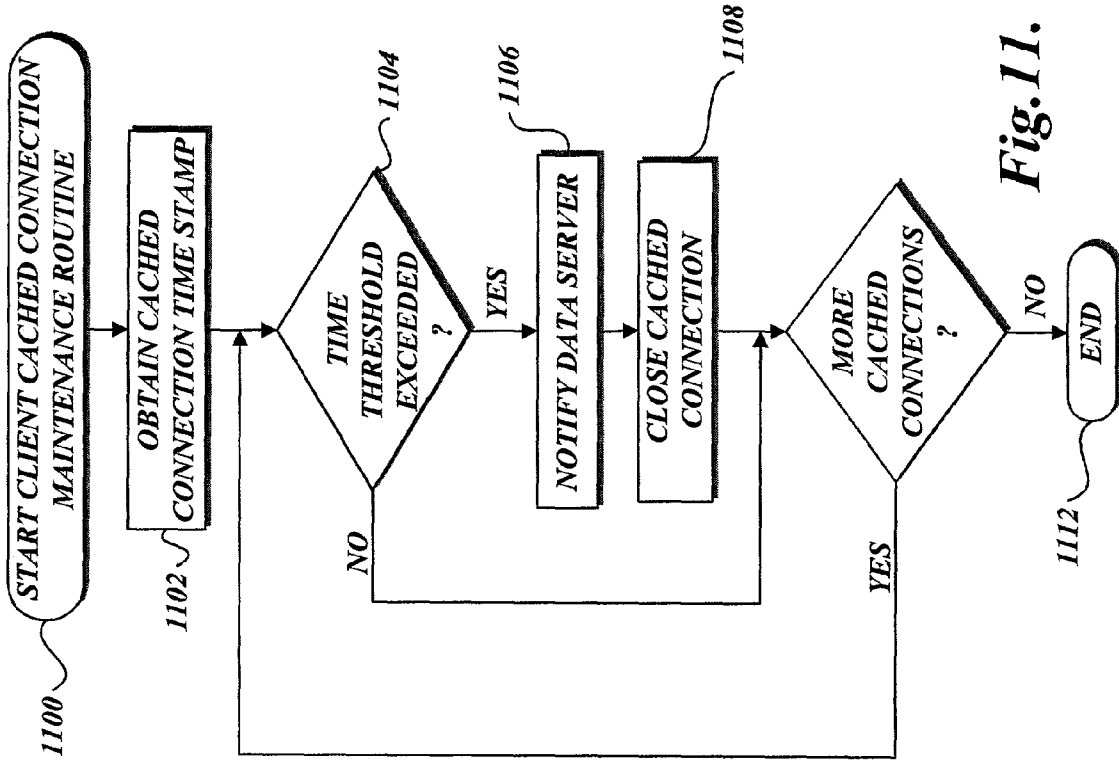 START CLIENT CACHED CONNECTION
MAINTENANCE ROUTINE
1100
OBTAIN CACHED
CONNECTION TIME STAMP
1102
TIME
THRESHOLD
EXCEEDED
?
1104
NO
YES
NOTIFY DATA SERVER
1106
CLOSE CACHED
CONNECTION
1108
MORE
CACHED
CONNECTIONS
?
YES
NO
END
1112
Fig.11.